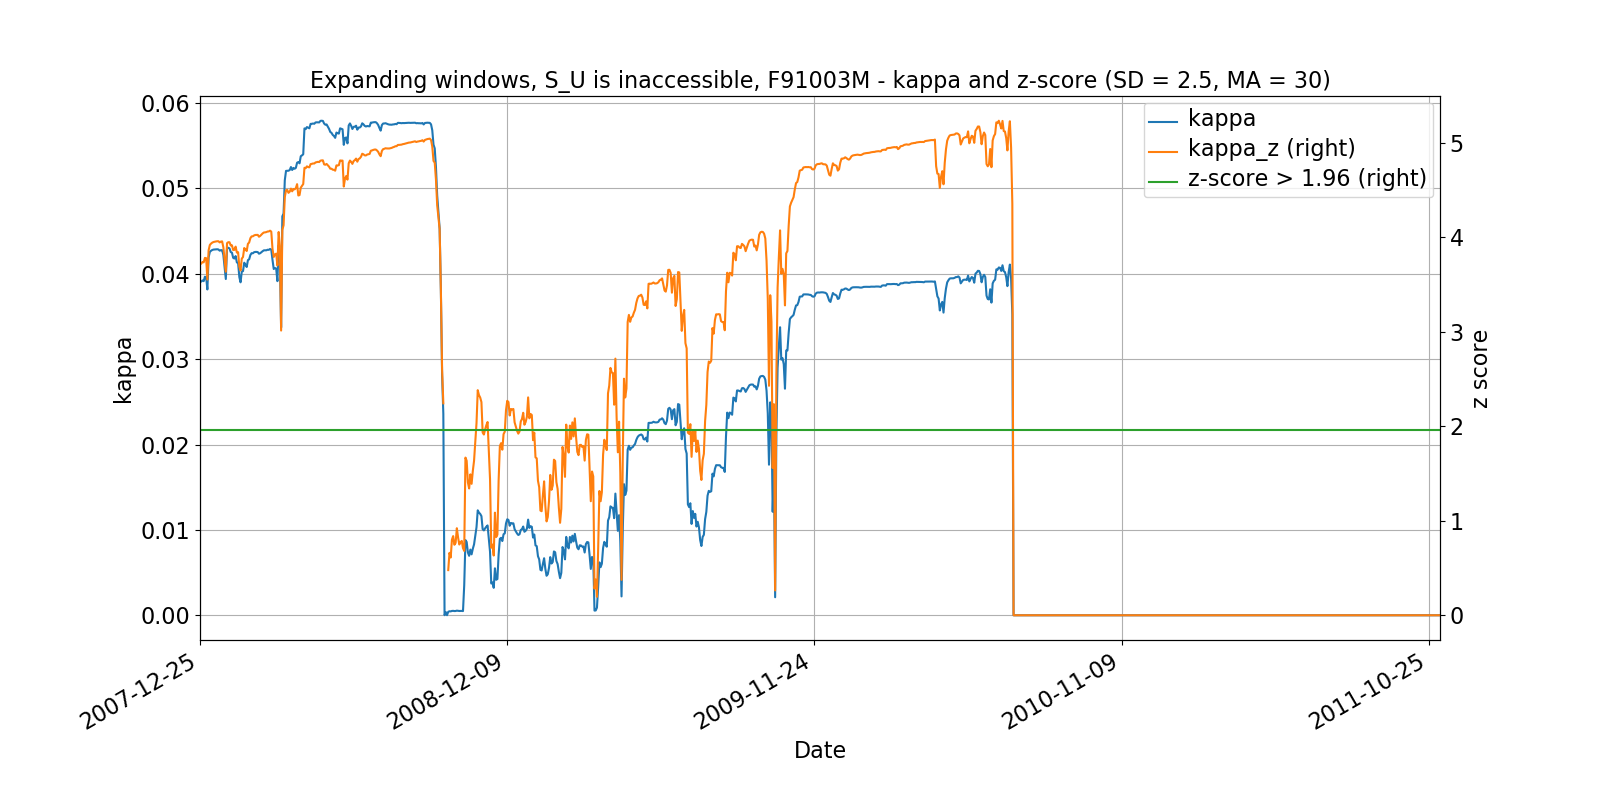 Expanding windows, S_U is inaccessible, F91003M - kappa and z-score (SD = 2.5, MA = 30)
kappa
kappa_z (right)
z-score > 1.96 (right)
kappa
0.06
0.05
0.04
0.03
0.02
0.01
0.00
5
4
3
2
1
0
z score
2007-12-25
2008-12-09
2009-11-24
2010-11-09
2011-10-25
Date